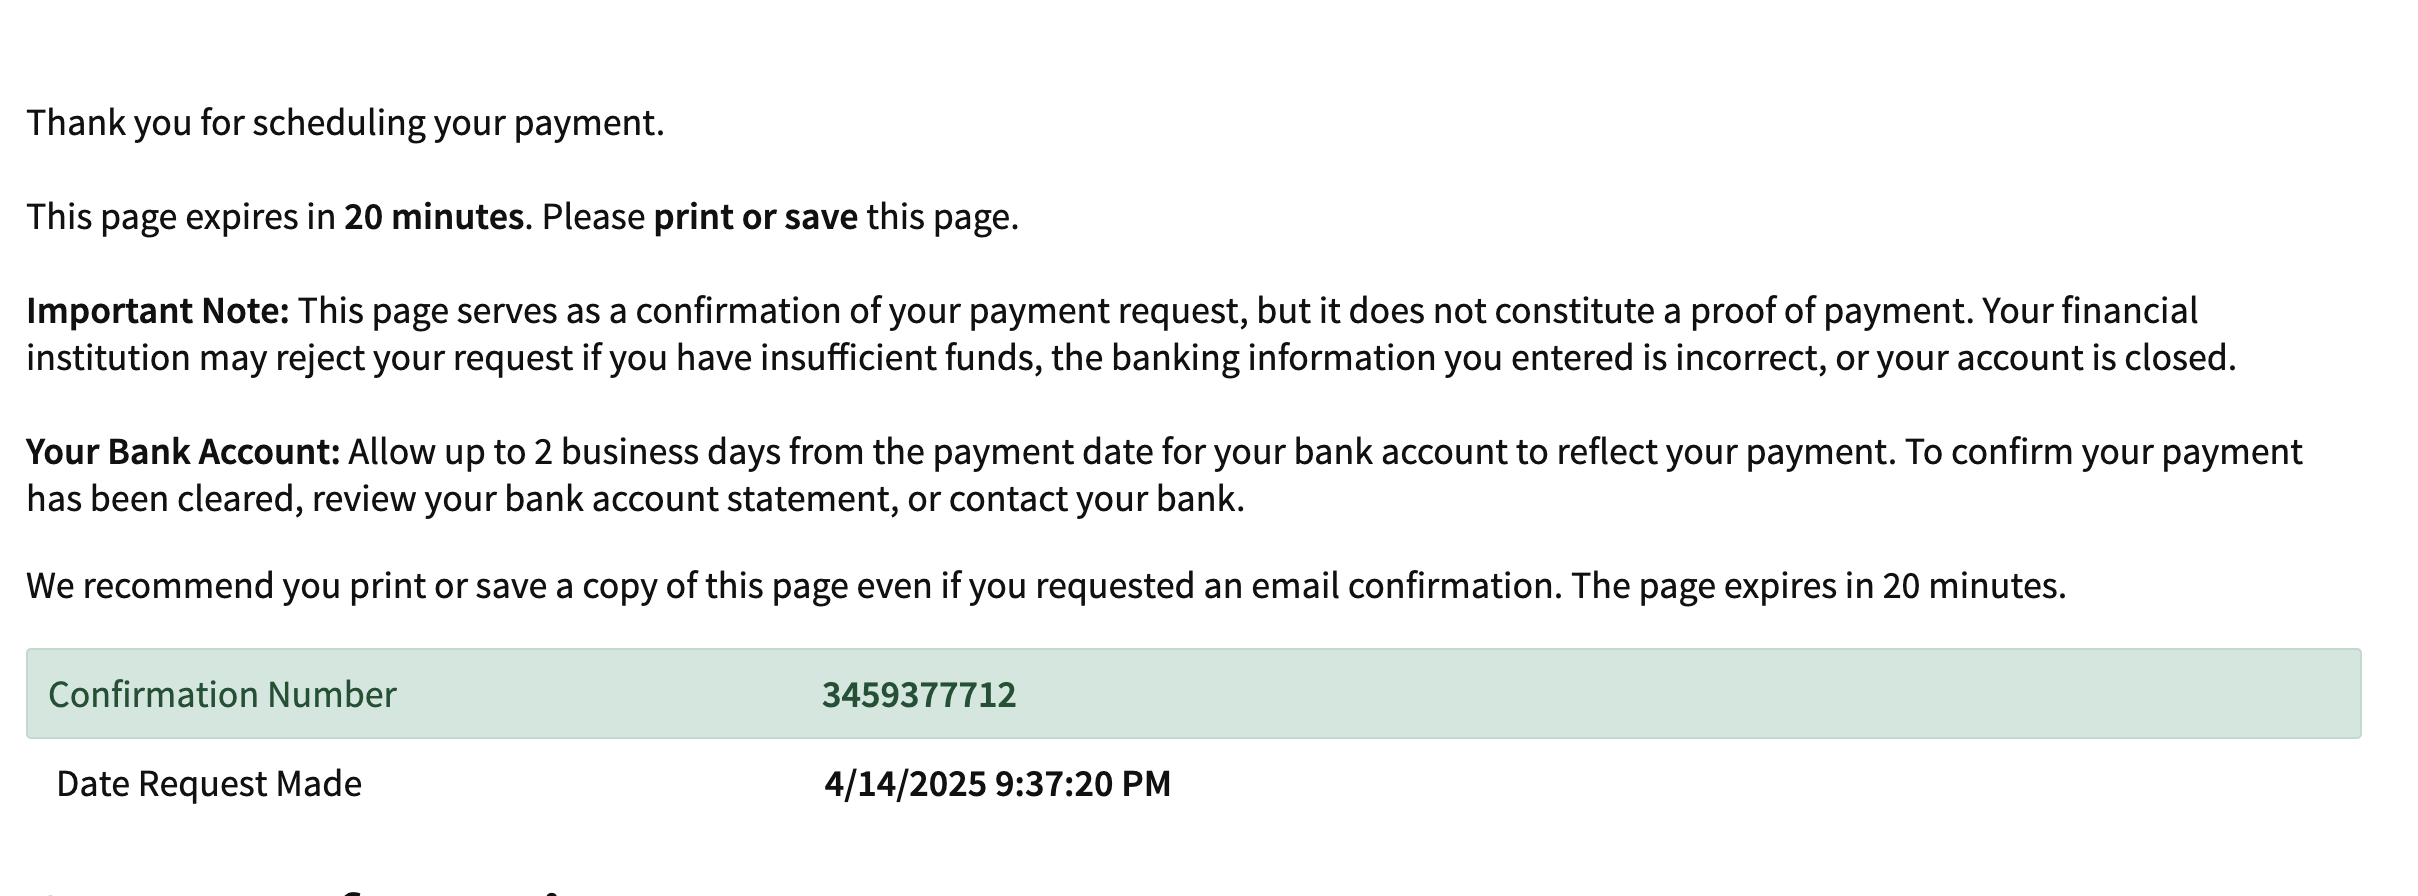 Thank you for scheduling your payment.
This page expires in 20 minutes. Please print or save this page.
Important Note: This page serves as a confirmation of your payment request, but it does not constitute a proof of payment. Your financial
institution may reject your request if you have insufficient funds, the banking information you entered is incorrect, or your account is closed.
Your Bank Account: Allow up to 2 business days from the payment date for your bank account to reflect your payment. To confirm your payment
has been cleared, review your bank account statement, or contact your bank.
We recommend you print or save a copy of this page even if you requested an email confirmation. The page expires in 20 minutes.
Confirmation Number 3459377712
Date Request Made 4/14/2025 9:37:20 PM